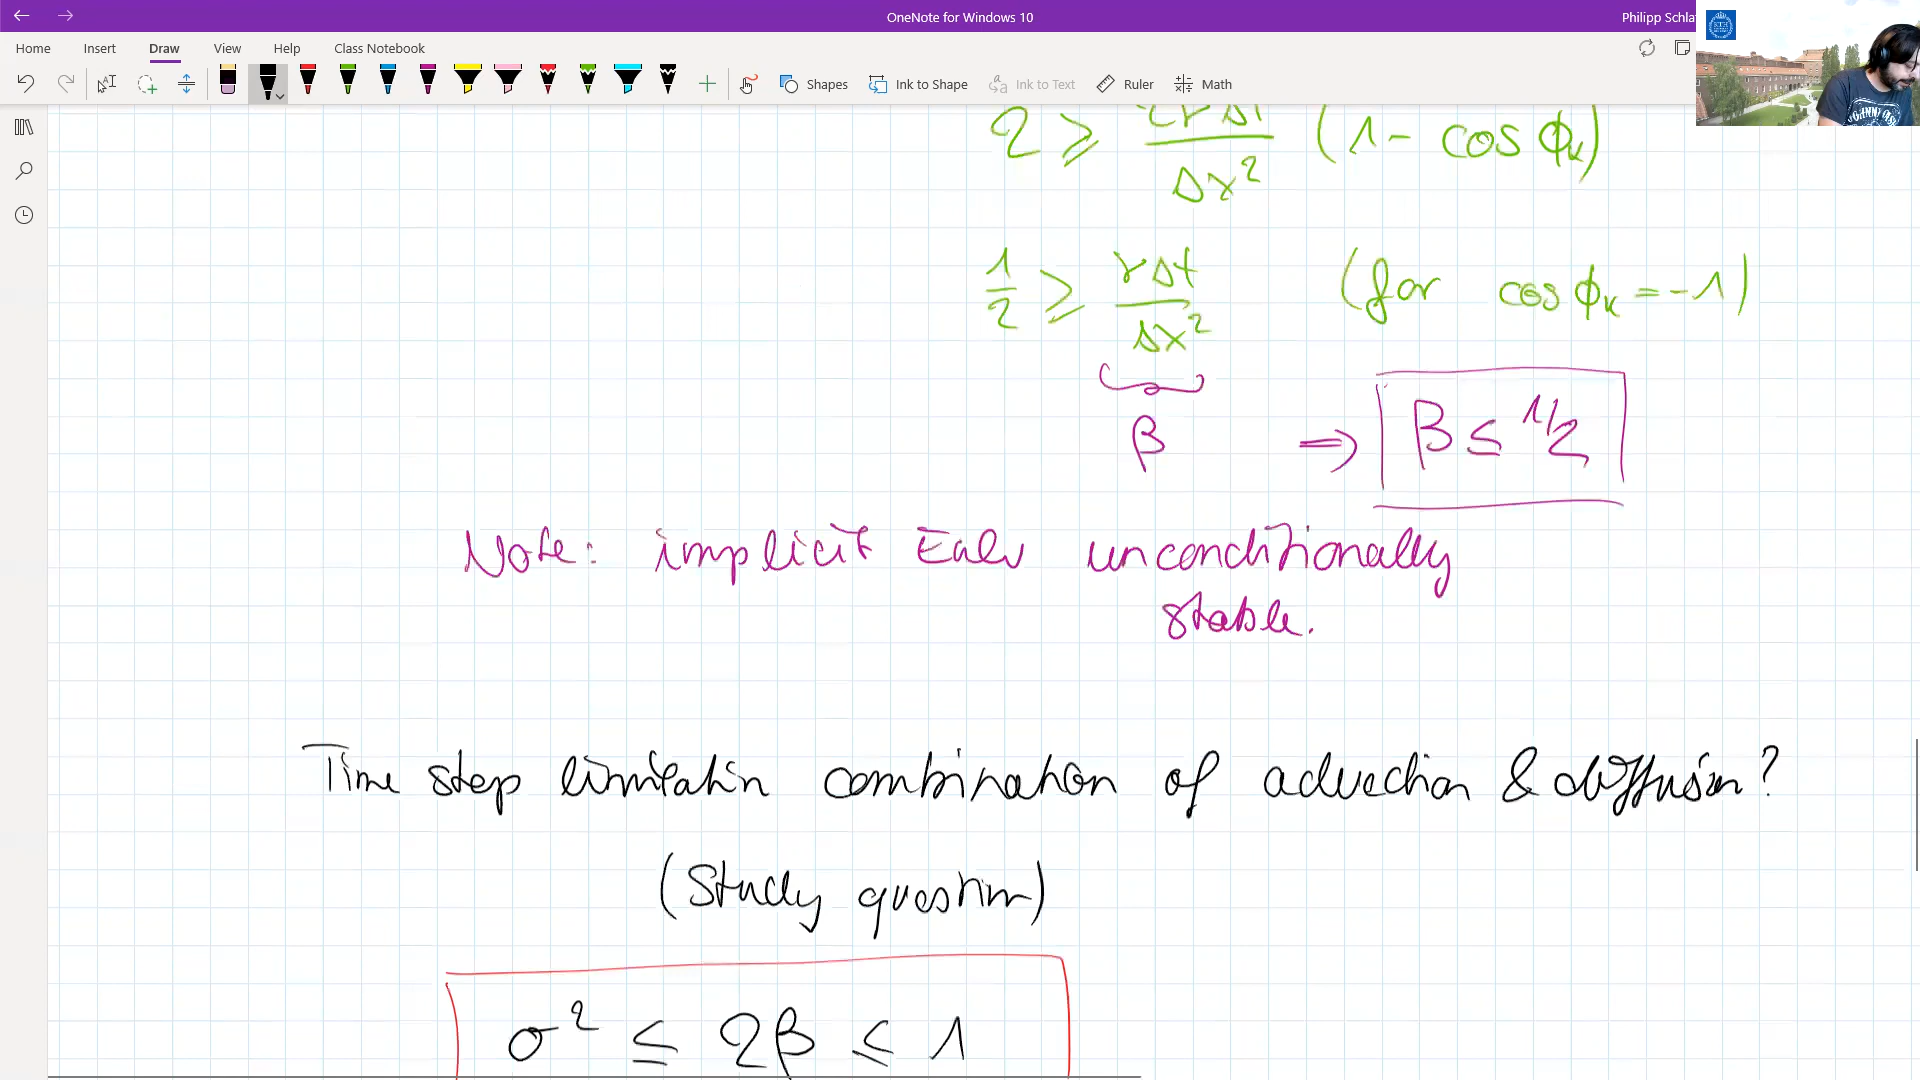 OneNote for Windows 10
Philipp Schla
Home Insert Draw View Help Class Notebook
Shapes Ink to Shape Ink to Text Ruler Math
2 ≥ 2νΔt / Δx² (1 - cos ϕk)
1/2 ≥ νΔt / Δx² (for cos ϕk = -1)
β ⇒ β ≤ 1/2
Note: implicit Euler unconditionally
stable.
Time step limitation combination of advection & diffusion?
(Study question)
σ² ≤ 2β ≤ 1